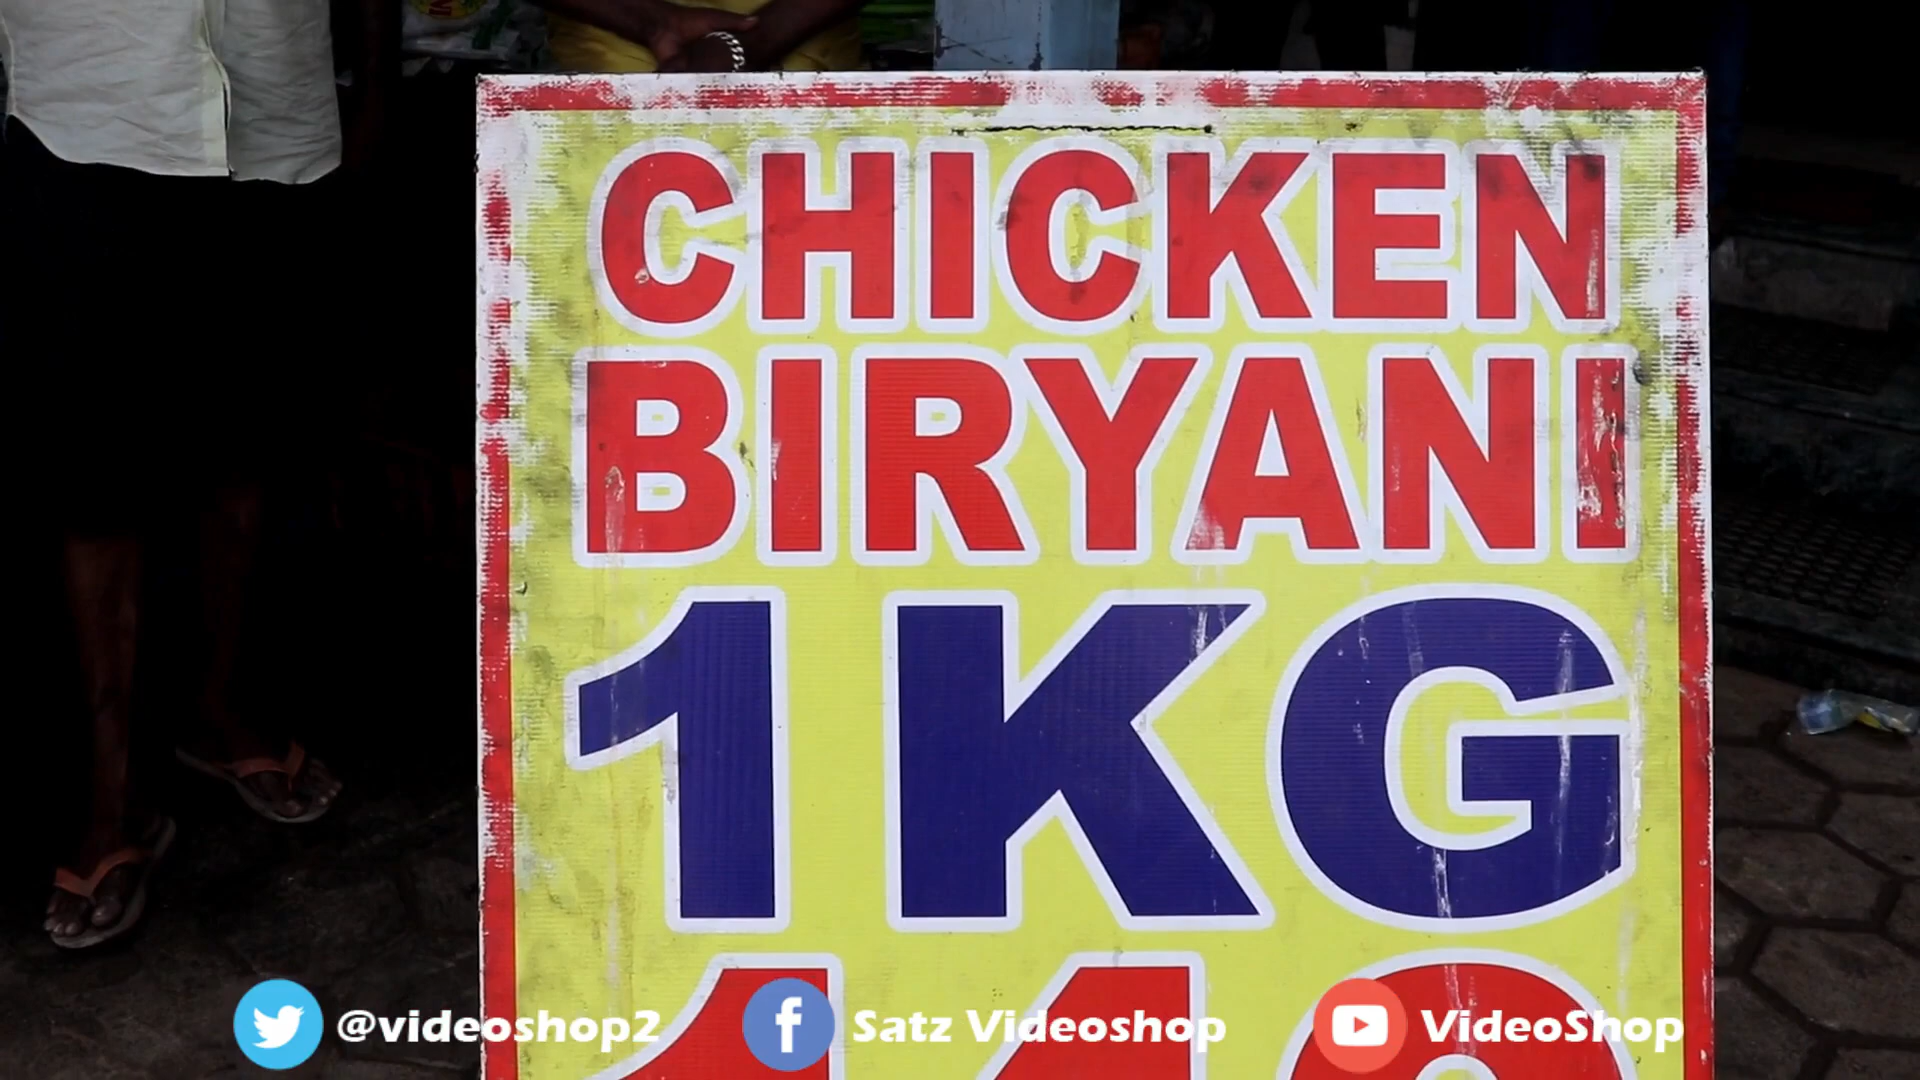 CHICKEN
BIRYANI
1KG
@videoshop2
Satz Videoshop
VideoShop